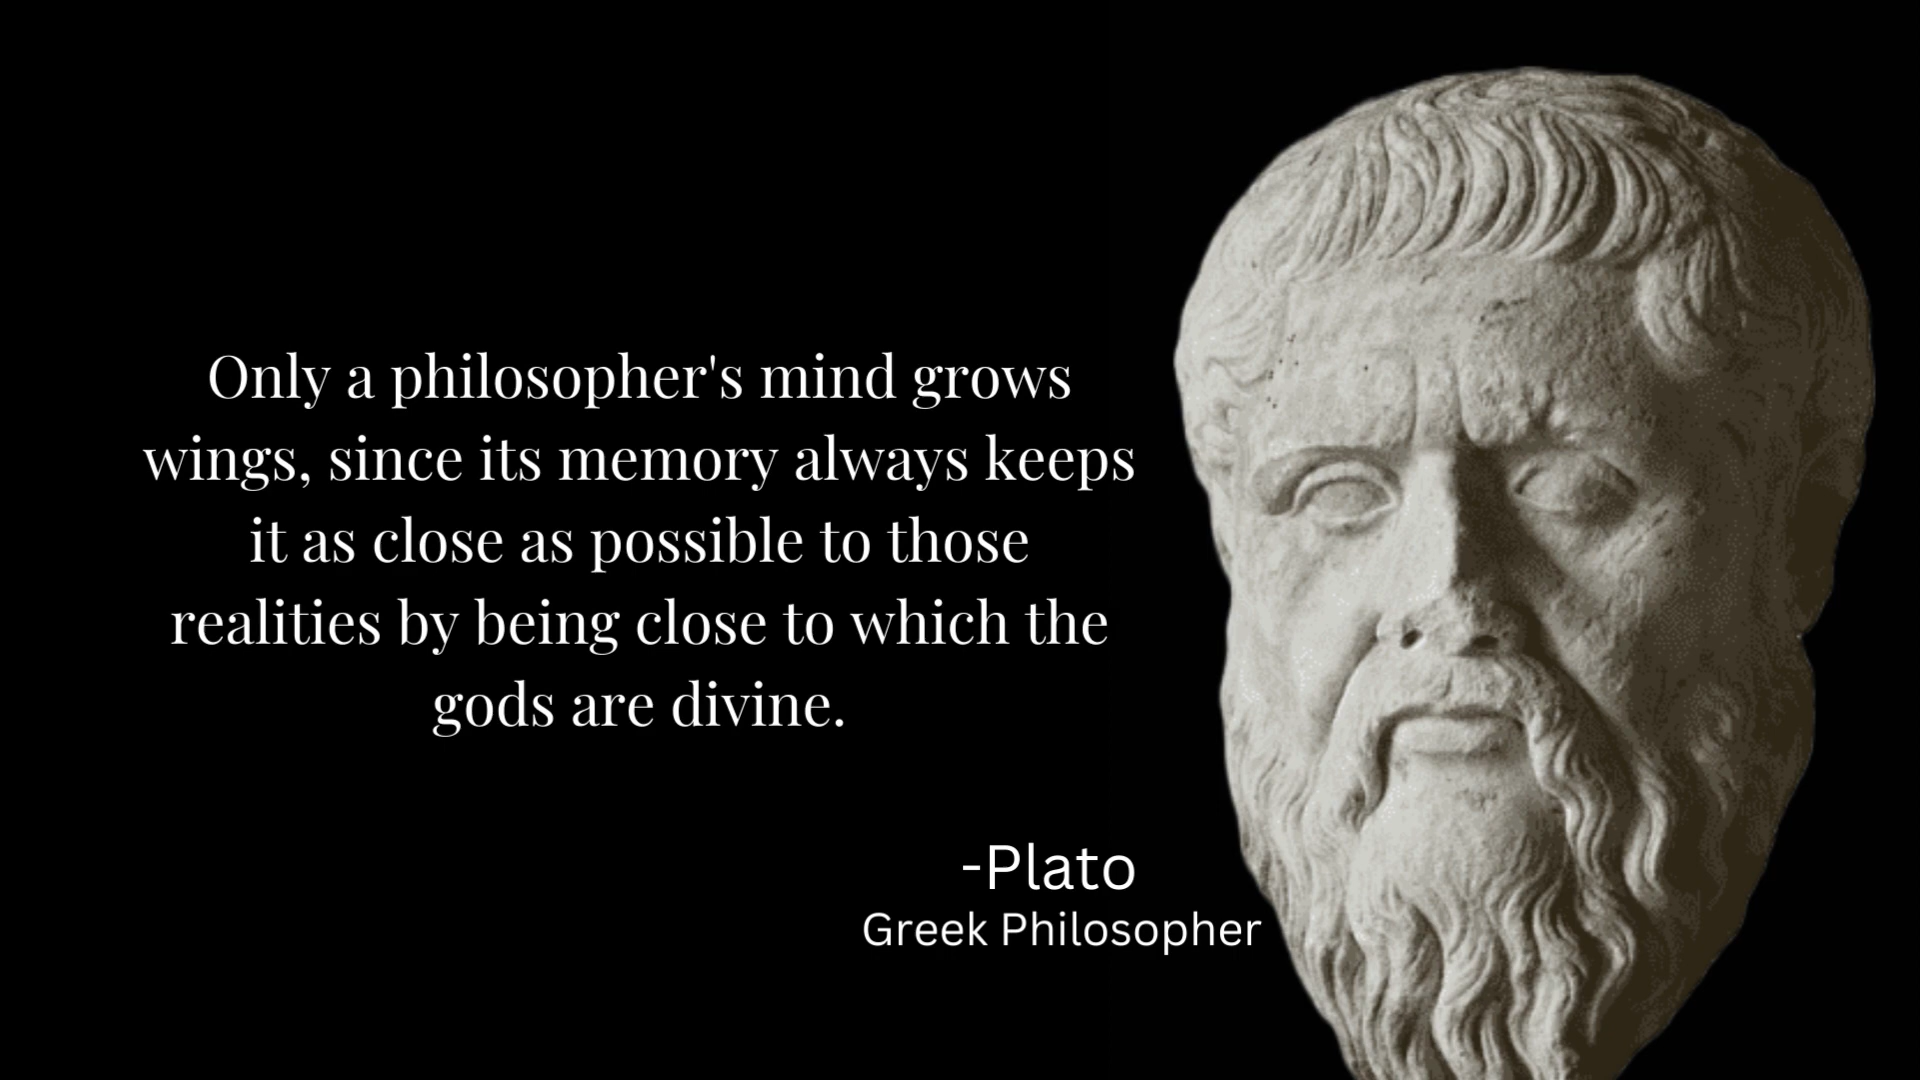 Only a philosopher's mind grows
wings, since its memory always keeps
it as close as possible to those
realities by being close to which the
gods are divine.
-Plato
Greek Philosopher